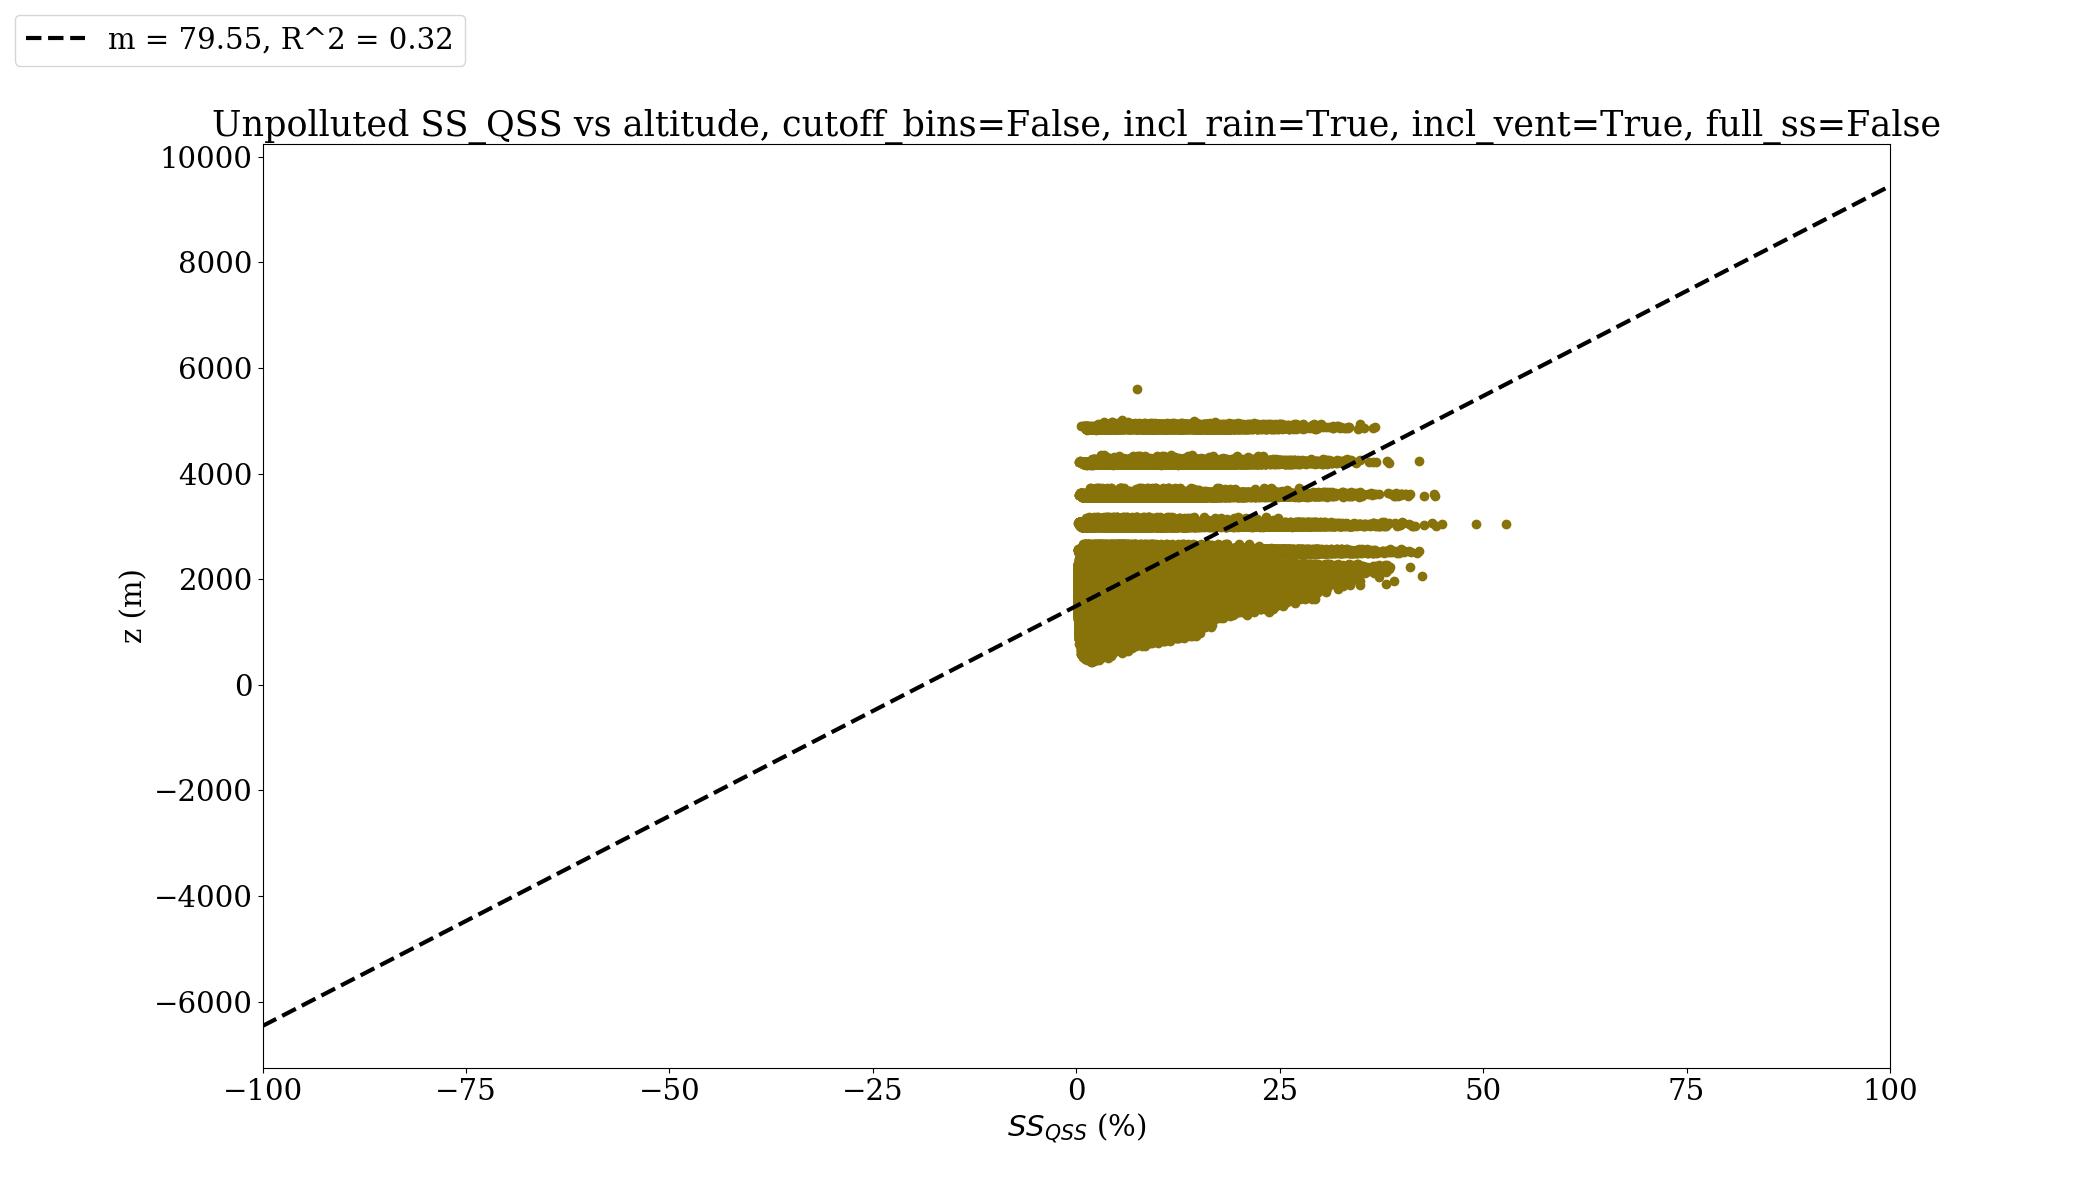 m = 79.55, R^2 = 0.32
Unpolluted SS_QSS vs altitude, cutoff_bins=False, incl_rain=True, incl_vent=True, full_ss=False
10000
8000
6000
4000
2000
0
−2000
−4000
−6000
z (m)
−100 −75 −50 −25 0 25 50 75 100
SS_QSS (%)